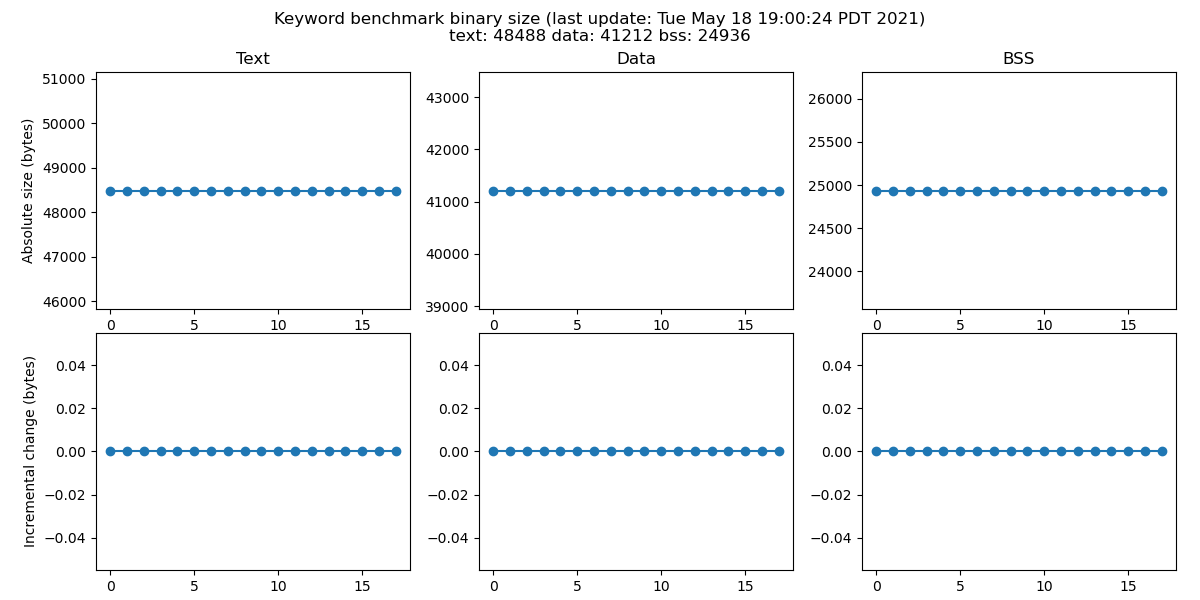 Keyword benchmark binary size (last update: Tue May 18 19:00:24 PDT 2021)
text: 48488 data: 41212 bss: 24936
Text
Data
BSS
Absolute size (bytes)
51000
50000
49000
48000
47000
46000
0 5 10 15
43000
42000
41000
40000
39000
0 5 10 15
26000
25500
25000
24500
24000
0 5 10 15
Incremental change (bytes)
0.04
0.02
0.00
−0.02
−0.04
0 5 10 15
0.04
0.02
0.00
−0.02
−0.04
0 5 10 15
0.04
0.02
0.00
−0.02
−0.04
0 5 10 15